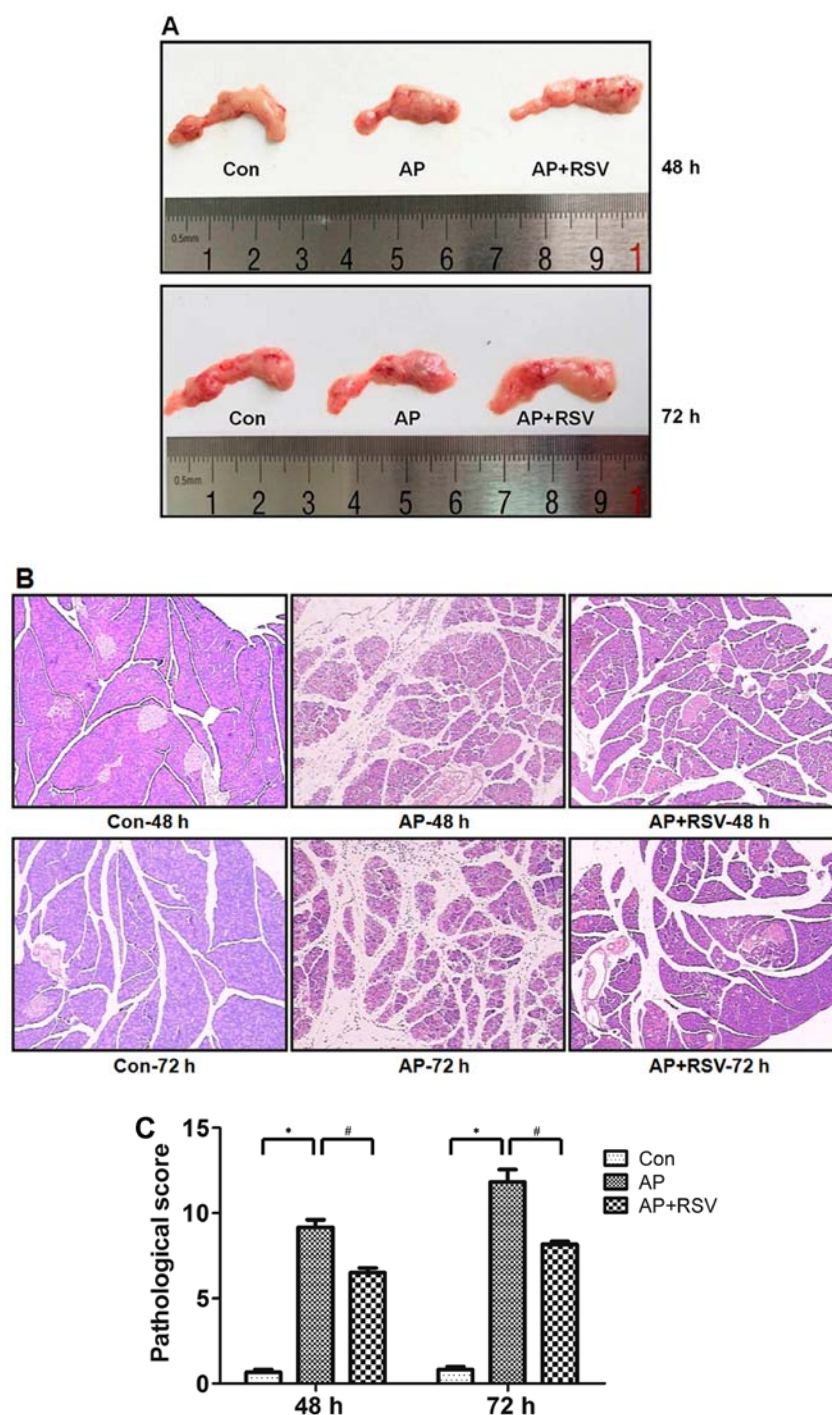 A
Con AP AP+RSV
48 h
0.5mm
1 2 3 4 5 6 7 8 9 1
Con AP AP+RSV
72 h
0.5mm
1 2 3 4 5 6 7 8 9 1
B
Con-48 h AP-48 h AP+RSV-48 h
Con-72 h AP-72 h AP+RSV-72 h
C
Pathological score
15
10
5
0
* # * #
Con
AP
AP+RSV
48 h 72 h